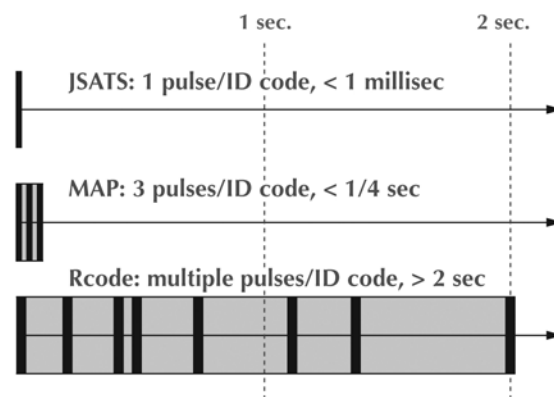 1 sec. 2 sec.
JSATS: 1 pulse/ID code, < 1 millisec
MAP: 3 pulses/ID code, < 1/4 sec
Rcode: multiple pulses/ID code, > 2 sec